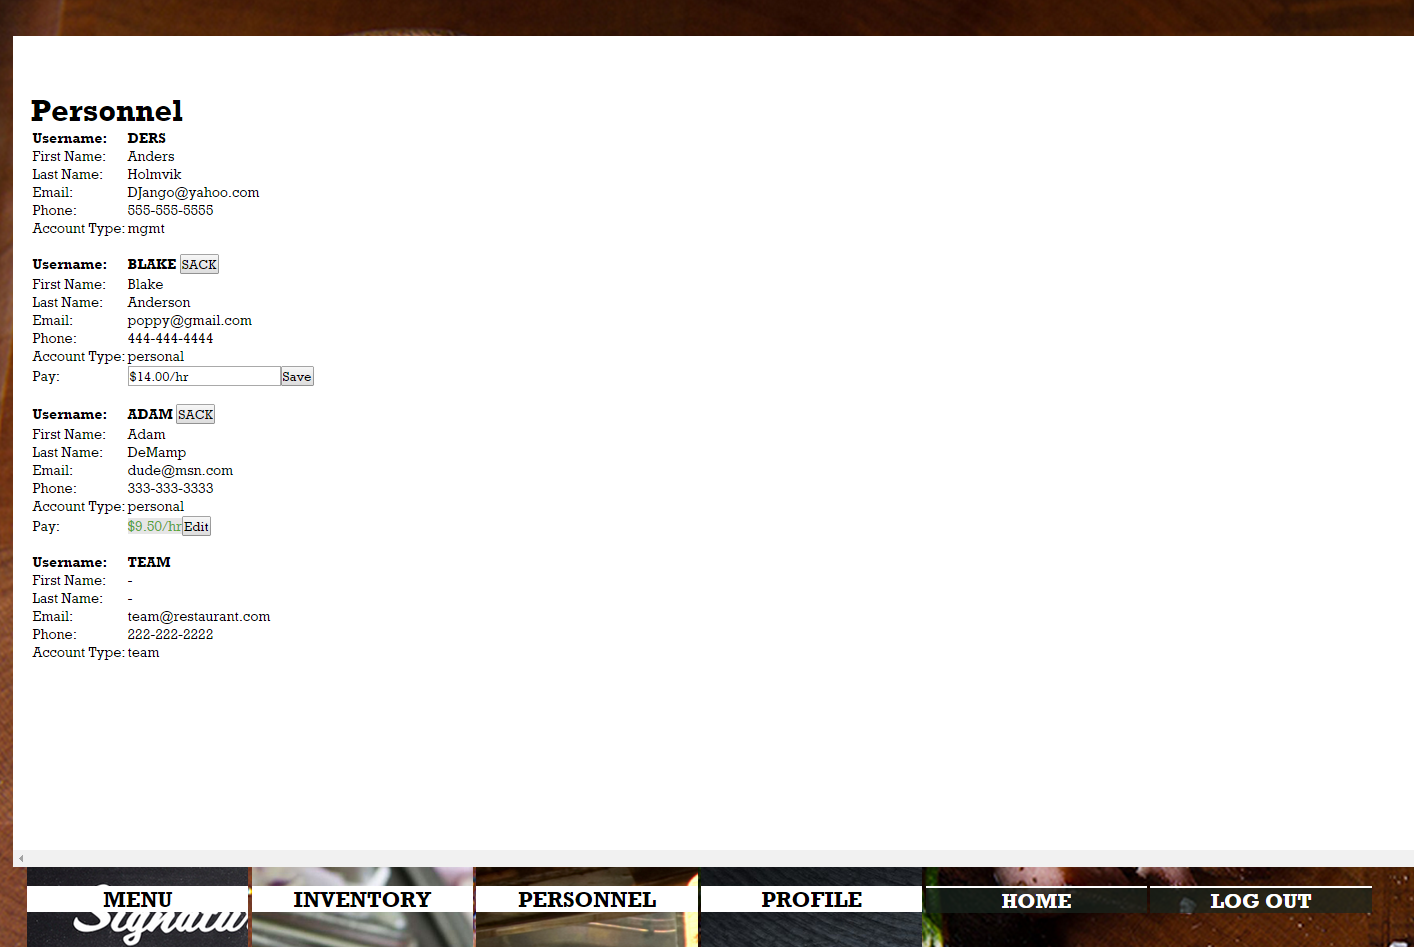 Personnel
Username: DERS
First Name: Anders
Last Name: Holmvik
Email: DJango@yahoo.com
Phone: 555-555-5555
Account Type: mgmt
Username: BLAKE SACK
First Name: Blake
Last Name: Anderson
Email: poppy@gmail.com
Phone: 444-444-4444
Account Type: personal
Pay: $14.00/hr Save
Username: ADAM SACK
First Name: Adam
Last Name: DeMamp
Email: dude@msn.com
Phone: 333-333-3333
Account Type: personal
Pay: $9.50/hr Edit
Username: TEAM
First Name: -
Last Name: -
Email: team@restaurant.com
Phone: 222-222-2222
Account Type: team
MENU INVENTORY PERSONNEL PROFILE HOME LOG OUT